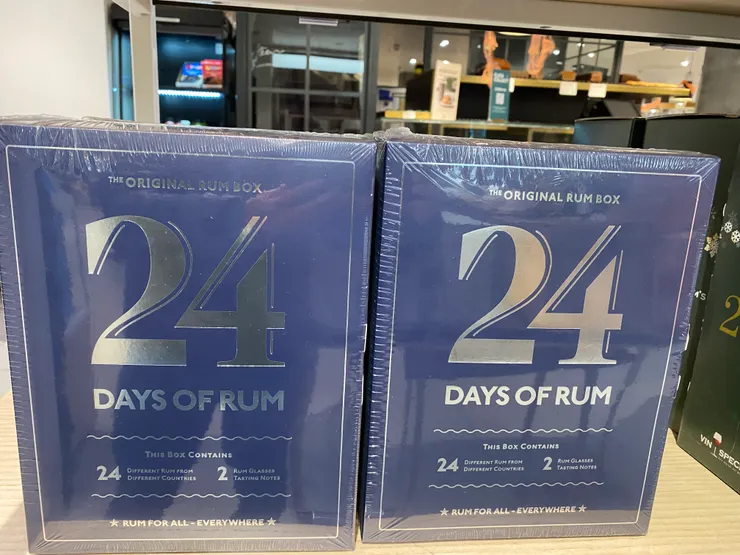 THE ORIGINAL RUM BOX
24
DAYS OF RUM
THIS BOX CONTAINS
24 DIFFERENT RUM FROM
DIFFERENT COUNTRIES
2 RUM GLASSES
TASTING NOTES
★ RUM FOR ALL - EVERYWHERE ★
THE ORIGINAL RUM BOX
24
DAYS OF RUM
THIS BOX CONTAINS
24 DIFFERENT RUM FROM
DIFFERENT COUNTRIES
2 RUM GLASSES
TASTING NOTES
★ RUM FOR ALL - EVERYWHERE ★
VIN
SPEC